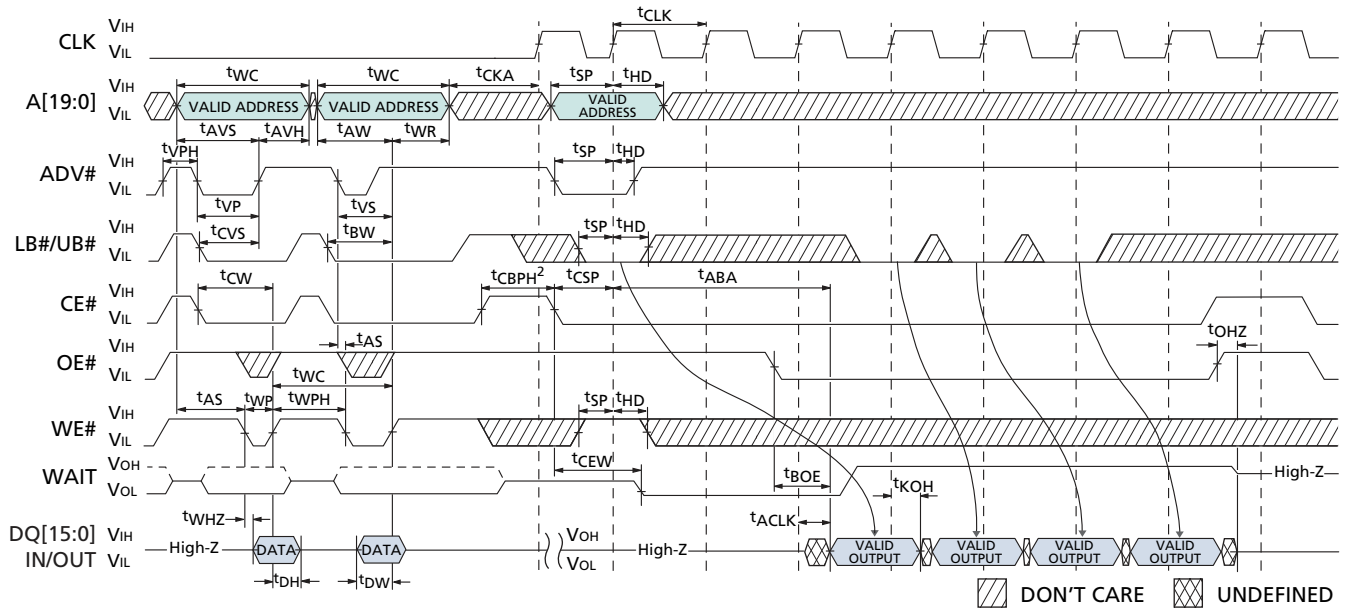 tCLK
CLK VIH
VIL
tWC tWC tCKA tSP tHD
A[19:0] VIH
VIL
VALID ADDRESS VALID ADDRESS VALID ADDRESS
tAVS tAVH tAW tWR
tVPH tSP tHD
ADV# VIH
VIL
tVP tVS
tCVS tBW tSP tHD
LB#/UB# VIH
VIL
tCW tCBPH2 tCSP tABA
CE# VIH
VIL
tAS tOHZ
OE# VIH
VIL
tWC
tAS tWP tWPH tSP tHD
WE# VIH
VIL
tCEW
WAIT VOH
VOL
High-Z
tBOE tKOH
tWHZ tACLK
DQ[15:0] IN/OUT VIH
VIL
High-Z DATA DATA VOH
VOL
High-Z VALID OUTPUT VALID OUTPUT VALID OUTPUT VALID OUTPUT
tDH tDW
DON'T CARE UNDEFINED